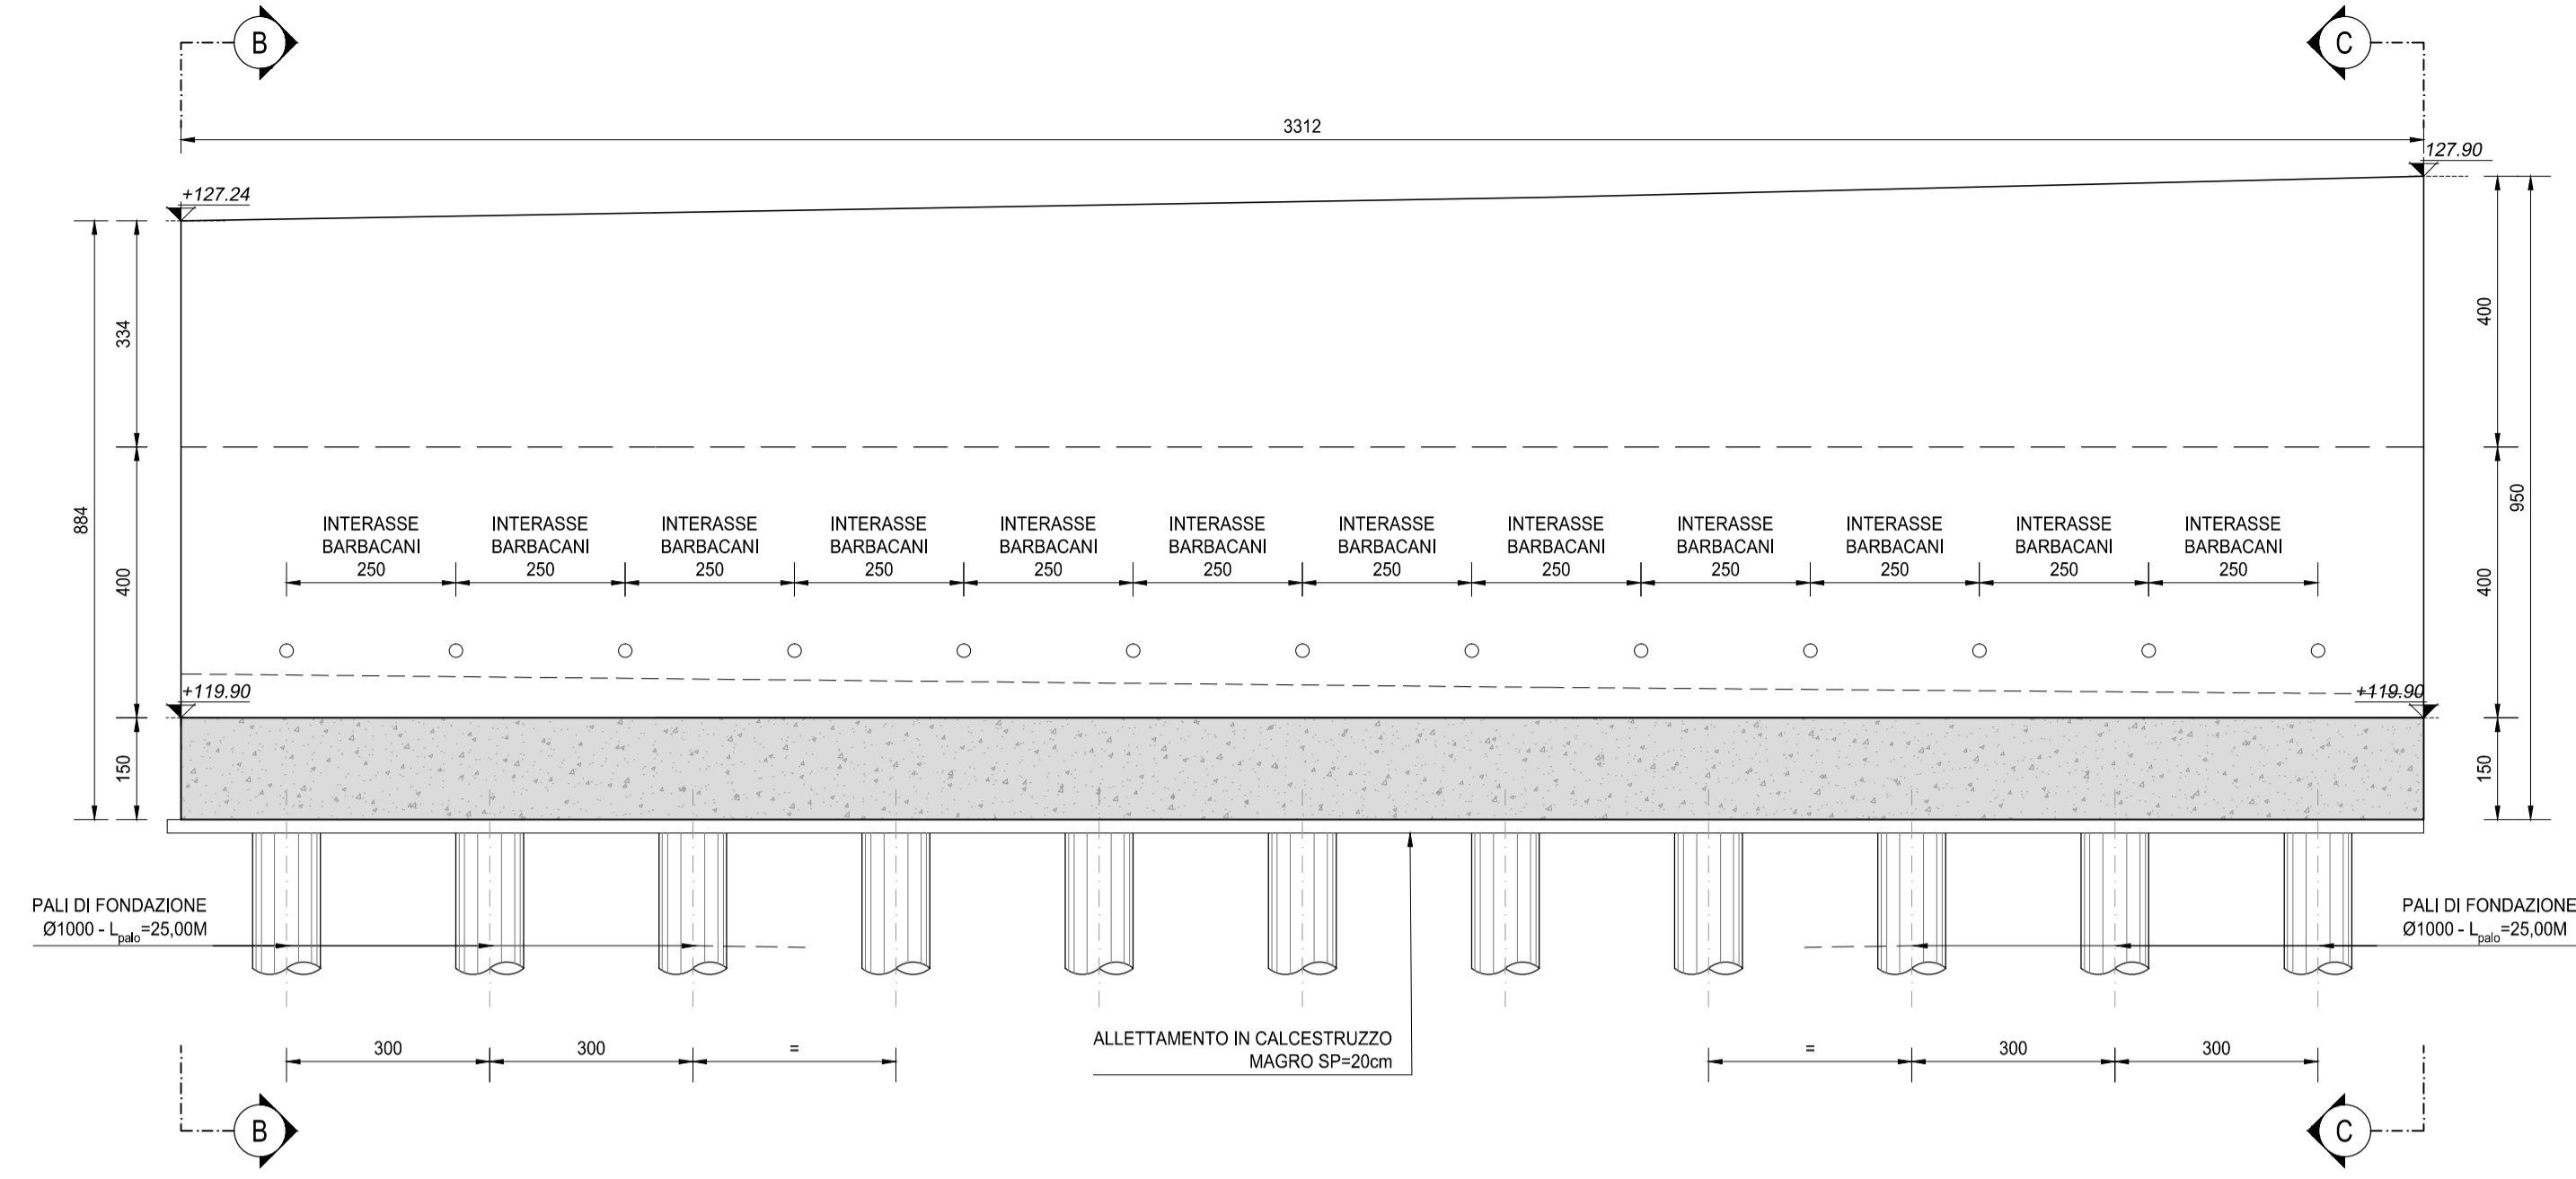 B
C
3312
+127.24
127.90
334
400
884
400
150
400
950
400
150
INTERASSE
BARBACANI
250
INTERASSE
BARBACANI
250
INTERASSE
BARBACANI
250
INTERASSE
BARBACANI
250
INTERASSE
BARBACANI
250
INTERASSE
BARBACANI
250
INTERASSE
BARBACANI
250
INTERASSE
BARBACANI
250
INTERASSE
BARBACANI
250
INTERASSE
BARBACANI
250
INTERASSE
BARBACANI
250
INTERASSE
BARBACANI
250
+119.90
+119.90
PALI DI FONDAZIONE
Ø1000 - Lpalo=25,00M
PALI DI FONDAZIONE
Ø1000 - Lpalo=25,00M
ALLETTAMENTO IN CALCESTRUZZO
MAGRO SP=20cm
300
300
=
=
300
300
B
C